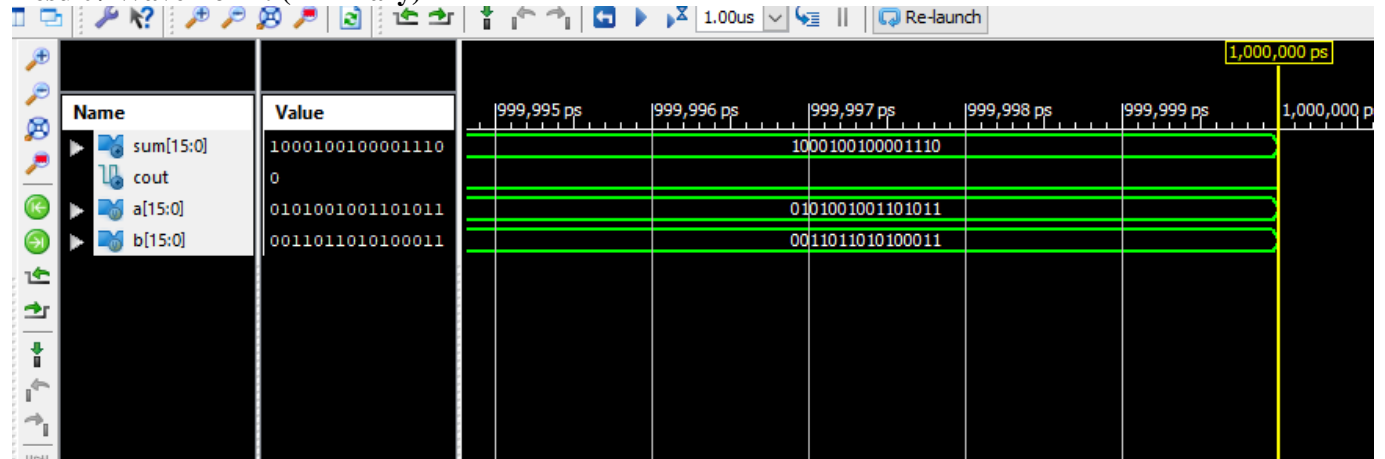 1.00us Re-launch
1,000,000 ps
Name Value 999,995 ps 999,996 ps 999,997 ps 999,998 ps 999,999 ps 1,000,000 p
sum[15:0] 1000100100001110 1000100100001110
cout 0
a[15:0] 0101001001101011 0101001001101011
b[15:0] 0011011010100011 0011011010100011